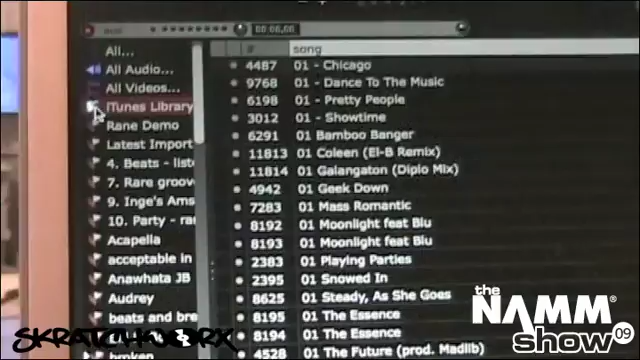 00:00.00
# song
All...
All Audio...
All Videos...
iTunes Library
Rane Demo
Latest Import
4. Beats - liste
7. Rare groov
9. Inge's Ams
10. Party - ra
Acapella
acceptable in
Anawhata JB
Audrey
beats and bre
broken
4487 01 - Chicago
9768 01 - Dance To The Music
6198 01 - Pretty People
3012 01 - Showtime
6291 01 Bamboo Banger
11813 01 Coleen (El-B Remix)
11814 01 Galangaton (Diplo Mix)
4942 01 Geek Down
7283 01 Mass Romantic
8192 01 Moonlight feat Blu
8193 01 Moonlight feat Blu
2383 01 Playing Parties
2395 01 Snowed In
8625 01 Steady, As She Goes
8195 01 The Essence
8194 01 The Essence
4528 01 The Future (prod. Madlib)
SKRATCHWORX
the
NAMM®
show 09